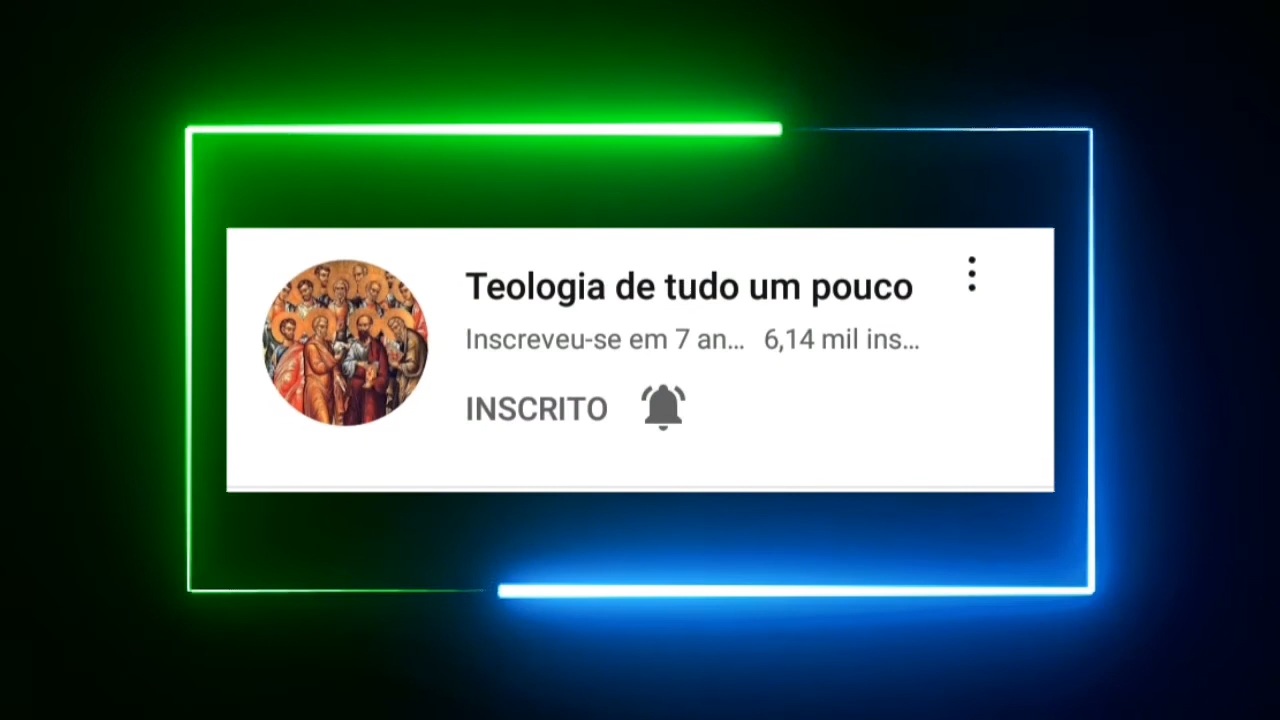 Teologia de tudo um pouco
Inscreveu-se em 7 an... 6,14 mil ins...
INSCRITO